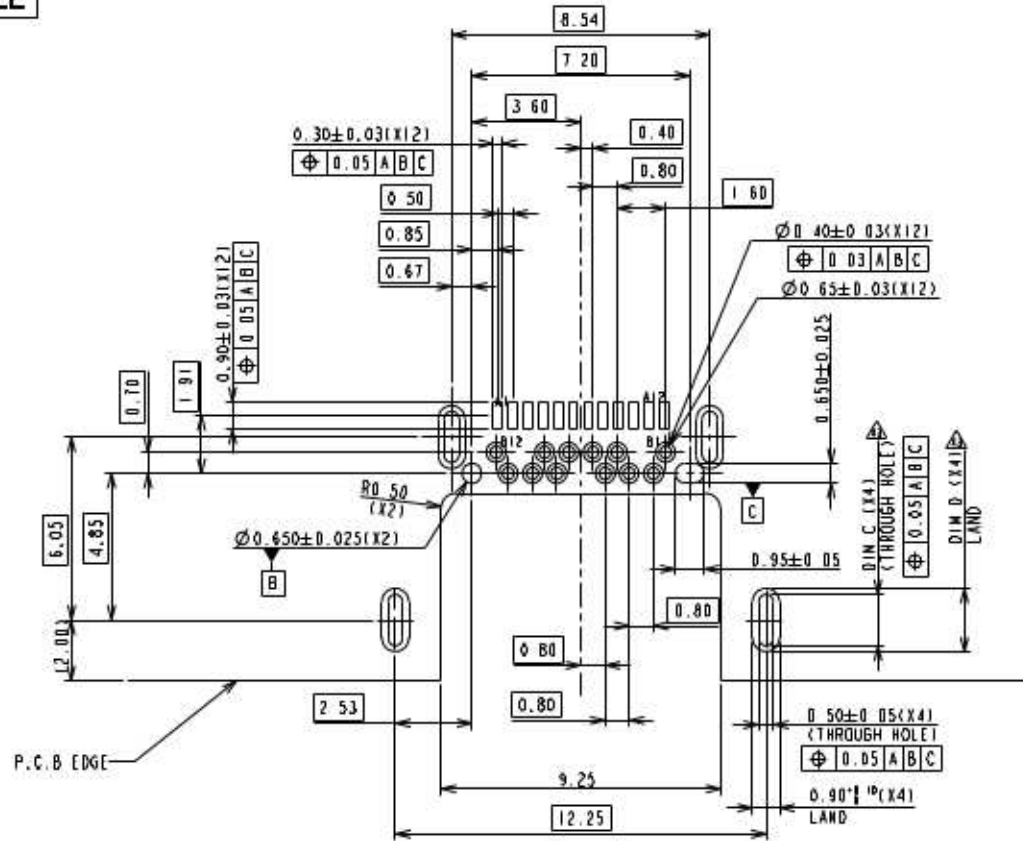 8.54
7 20
3 60
0.30±0.03(X12)
0.05 A B C
0.40
0.80
1 60
0 50
0.85
0.67
Ø0 40±0 03(X12)
0 03 A B C
Ø0 65±0.03(X12)
0.90±0.03(X12)
0 05 A B C
0.650±0.025
1 91
0.70
A1
A12
B12
B1
R0 50
(X2)
C
DIM C (X4)
(THROUGH HOLE)
0.05 A B C
DIM D (X4)
LAND
6.05
4.85
Ø0.650±0.025(X2)
B
0.95±0 05
0.80
(2.00)
0 80
0.80
2 53
P.C.B EDGE
0 50±0 05(X4)
(THROUGH HOLE)
0.05 A B C
9.25
(X4)
LAND
12.25